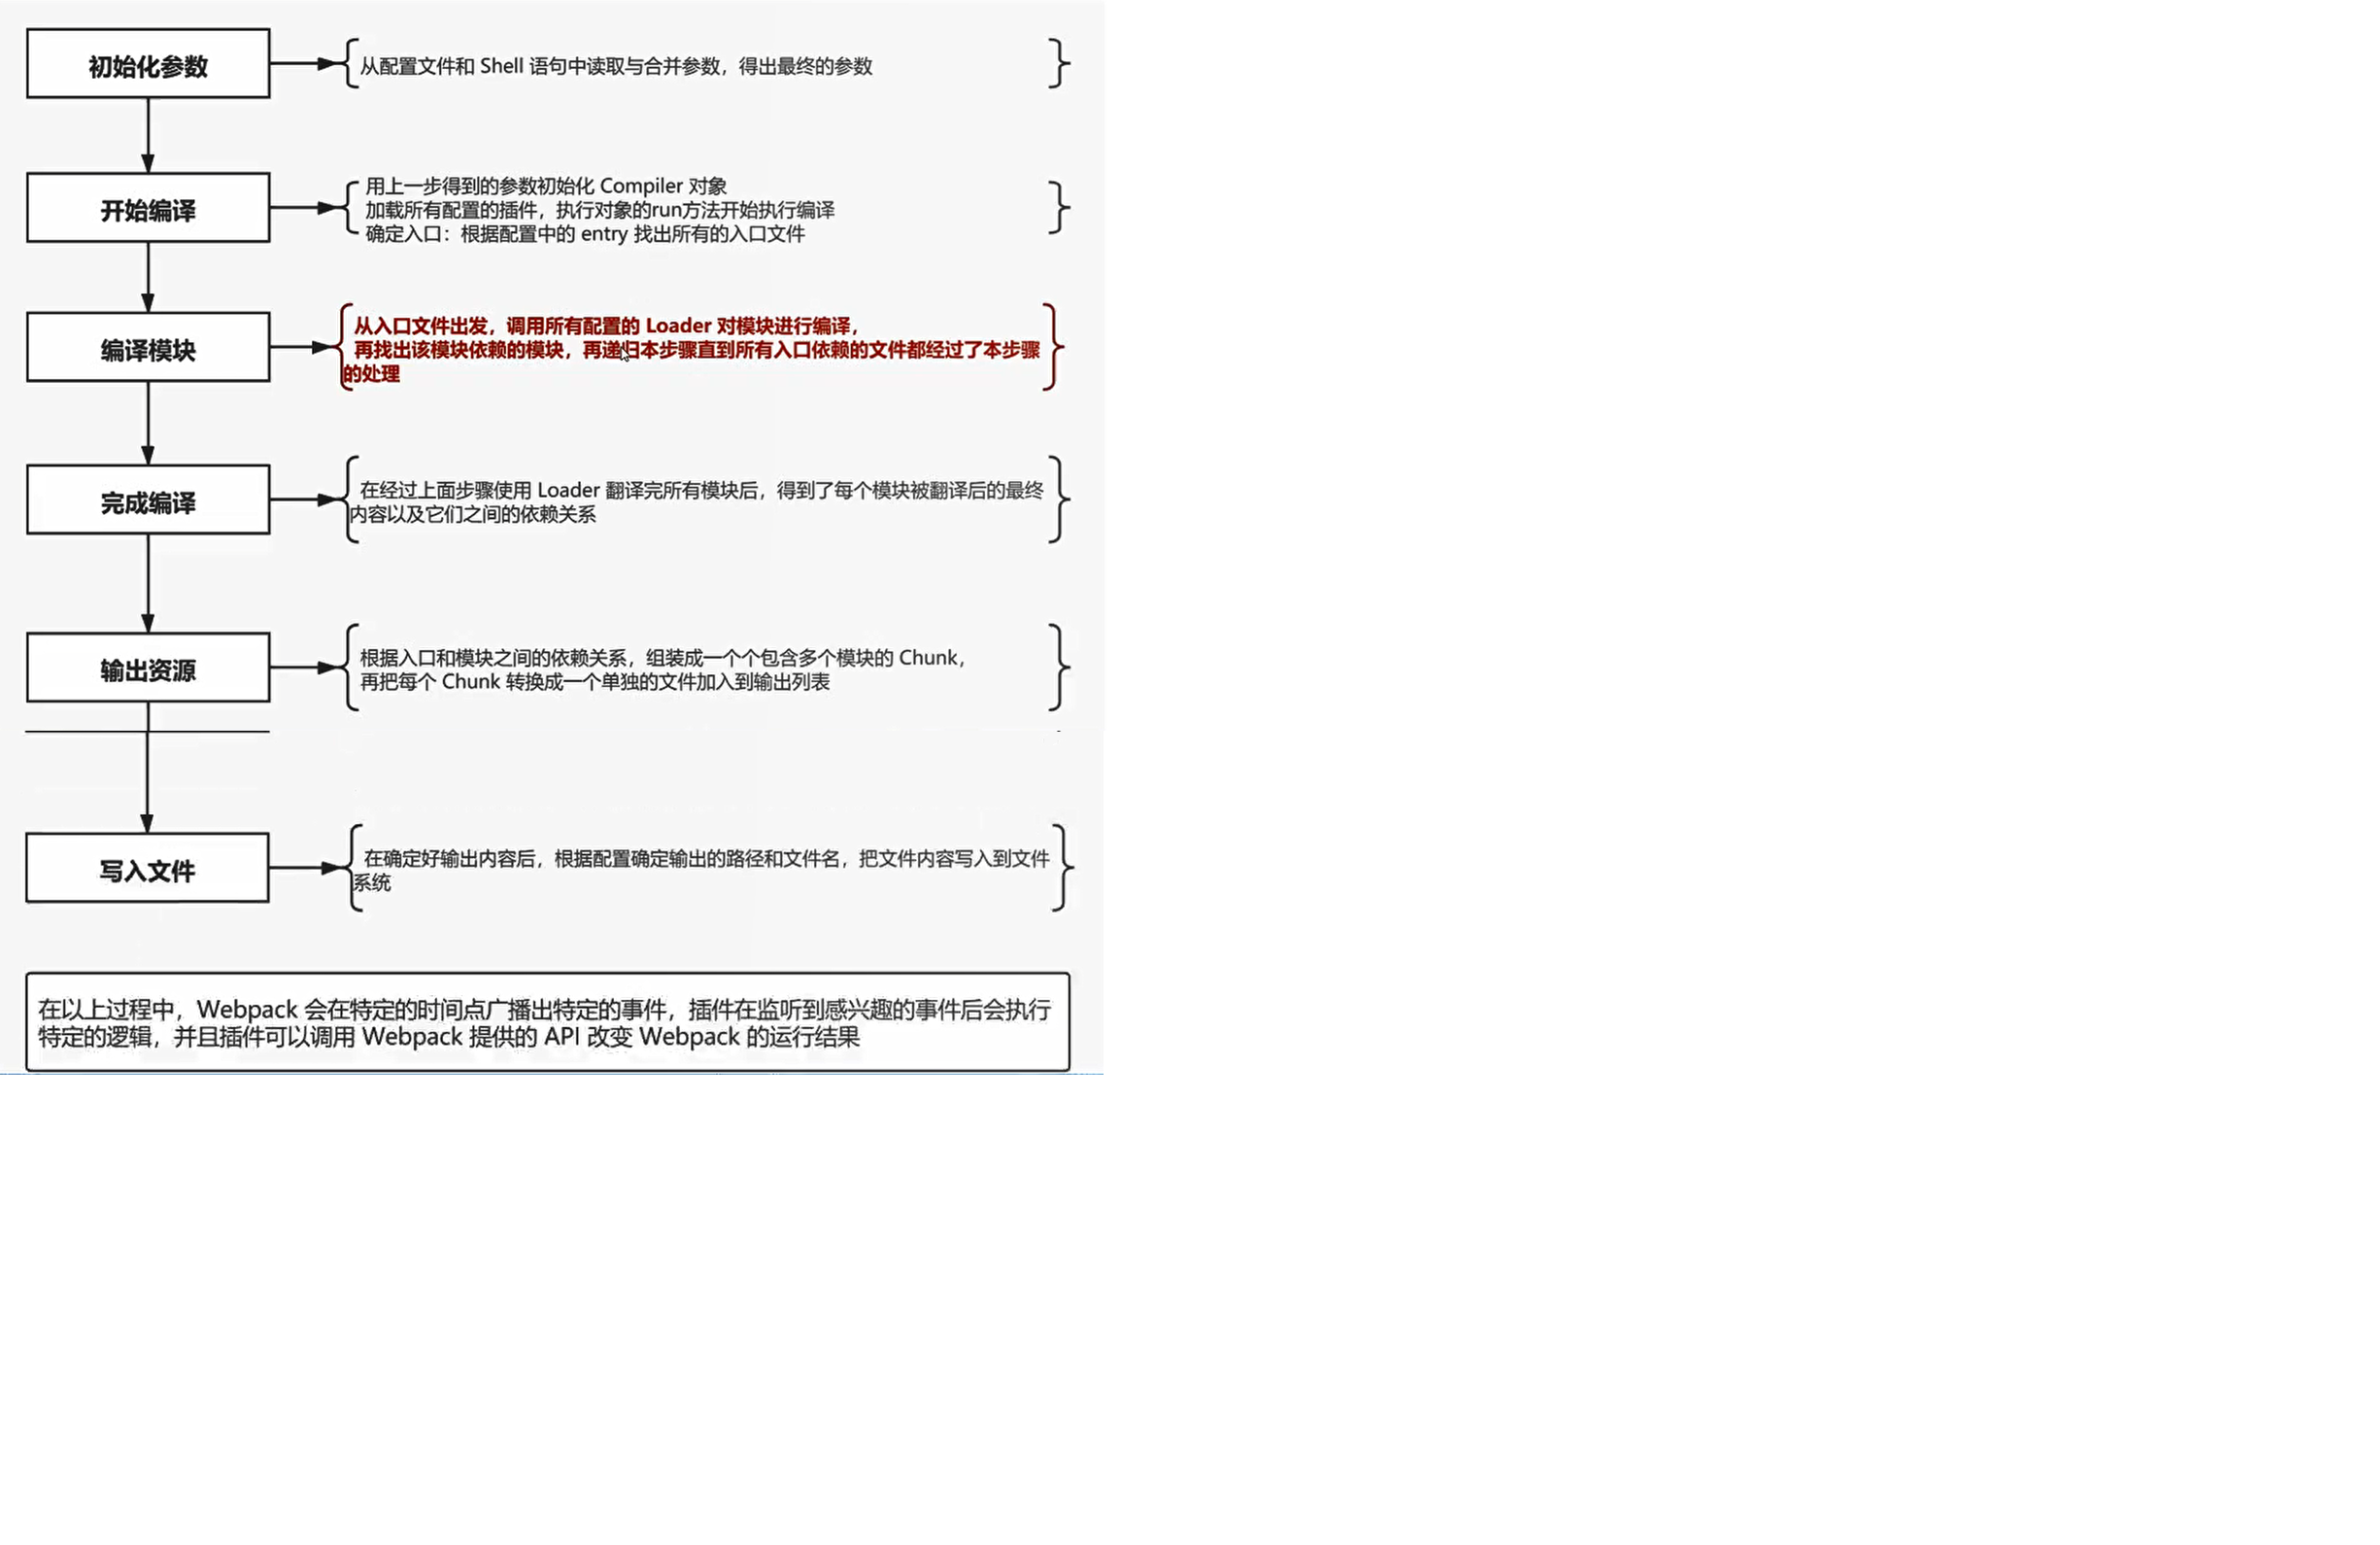 初始化参数
从配置文件和 Shell 语句中读取与合并参数，得出最终的参数
开始编译
用上一步得到的参数初始化 Compiler 对象
加载所有配置的插件，执行对象的run方法开始执行编译
确定入口：根据配置中的 entry 找出所有的入口文件
编译模块
从入口文件出发，调用所有配置的 Loader 对模块进行编译，
再找出该模块依赖的模块，再递归本步骤直到所有入口依赖的文件都经过了本步骤
的处理
完成编译
在经过上面步骤使用 Loader 翻译完所有模块后，得到了每个模块被翻译后的最终
内容以及它们之间的依赖关系
输出资源
根据入口和模块之间的依赖关系，组装成一个个包含多个模块的 Chunk，
再把每个 Chunk 转换成一个单独的文件加入到输出列表
写入文件
在确定好输出内容后，根据配置确定输出的路径和文件名，把文件内容写入到文件
系统
在以上过程中，Webpack 会在特定的时间点广播出特定的事件，插件在监听到感兴趣的事件后会执行
特定的逻辑，并且插件可以调用 Webpack 提供的 API 改变 Webpack 的运行结果